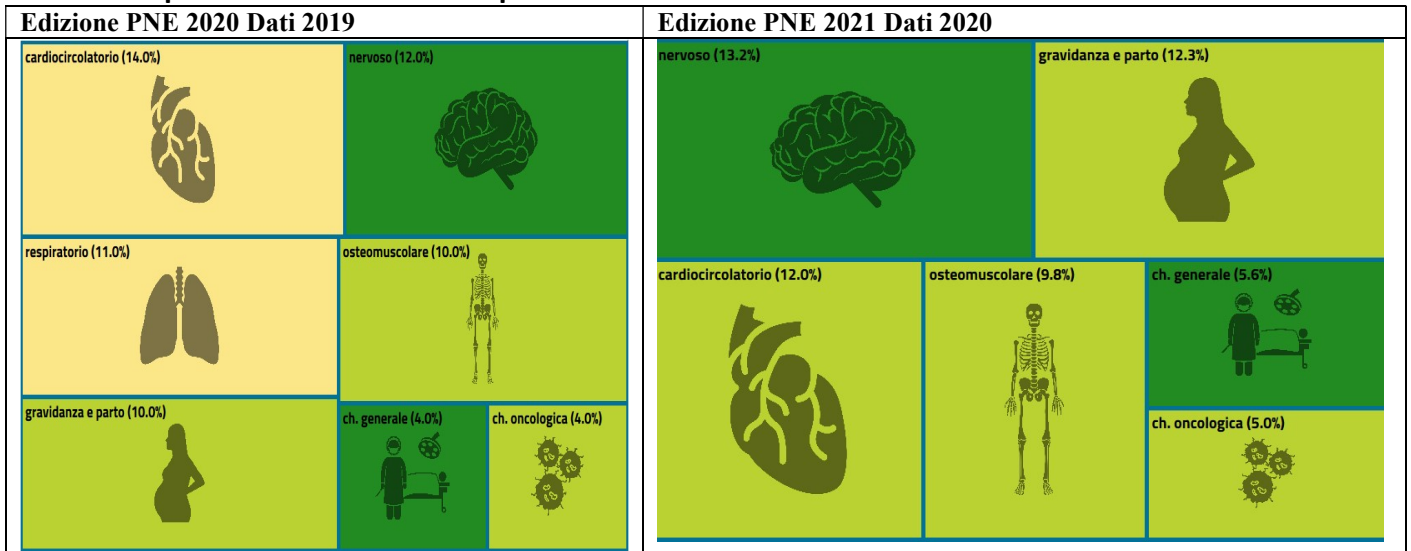 Edizione PNE 2020 Dati 2019
Edizione PNE 2021 Dati 2020
cardiocircolatorio (14.0%)
nervoso (12.0%)
respiratorio (11.0%)
osteomuscolare (10.0%)
gravidanza e parto (10.0%)
ch. generale (4.0%)
ch. oncologica (4.0%)
nervoso (13.2%)
gravidanza e parto (12.3%)
cardiocircolatorio (12.0%)
osteomuscolare (9.8%)
ch. generale (5.6%)
ch. oncologica (5.0%)